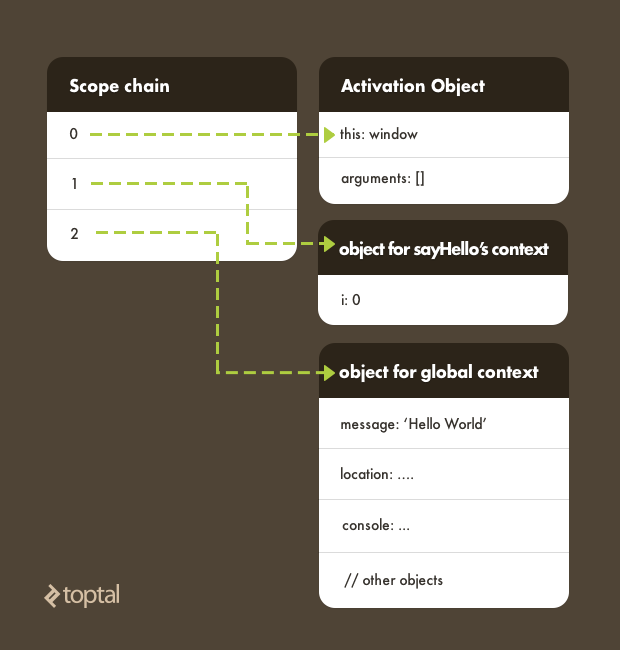 Scope chain
0
1
2
Activation Object
this: window
arguments: []
object for sayHello's context
i: 0
object for global context
message: ‘Hello World’
location: ....
console: ...
// other objects
toptal